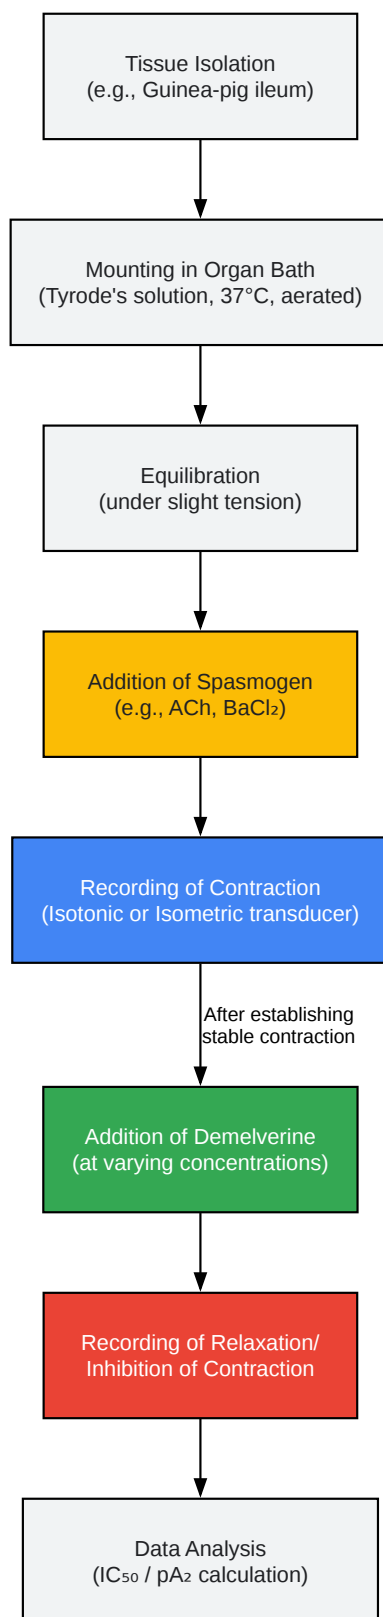 Tissue Isolation
(e.g., Guinea-pig ileum)
Mounting in Organ Bath
(Tyrode's solution, 37°C, aerated)
Equilibration
(under slight tension)
Addition of Spasmogen
(e.g., ACh, BaCl₂)
Recording of Contraction
(Isotonic or Isometric transducer)
After establishing
stable contraction
Addition of Demelverine
(at varying concentrations)
Recording of Relaxation/
Inhibition of Contraction
Data Analysis
(IC₅₀ / pA₂ calculation)